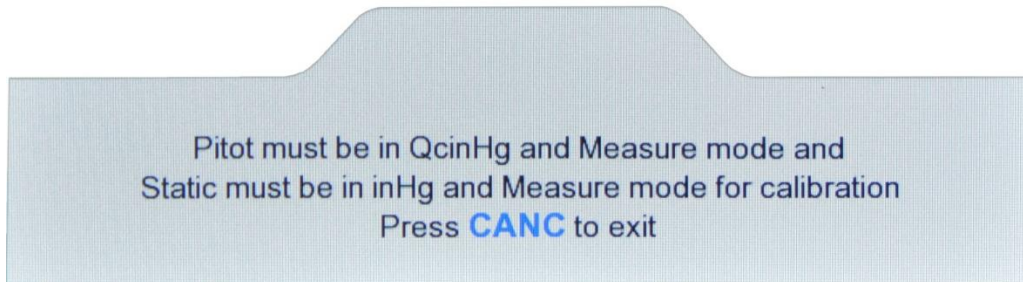 Pitot must be in QcinHg and Measure mode and
Static must be in inHg and Measure mode for calibration
Press CANC to exit